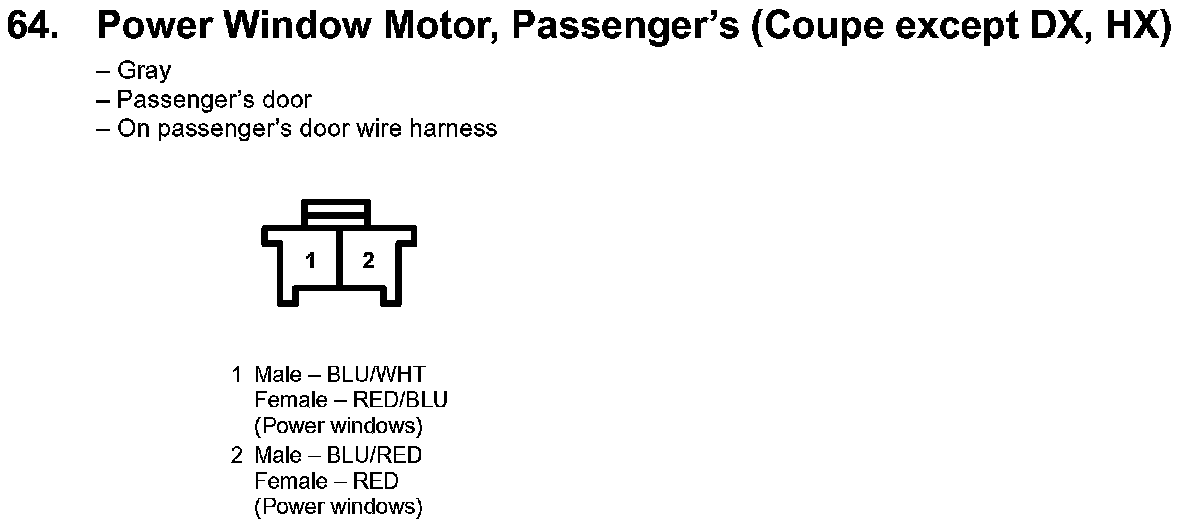 64. Power Window Motor, Passenger’s (Coupe except DX, HX)
– Gray
– Passenger’s door
– On passenger’s door wire harness
1 2
1 Male – BLU/WHT
Female – RED/BLU
(Power windows)
2 Male – BLU/RED
Female – RED
(Power windows)